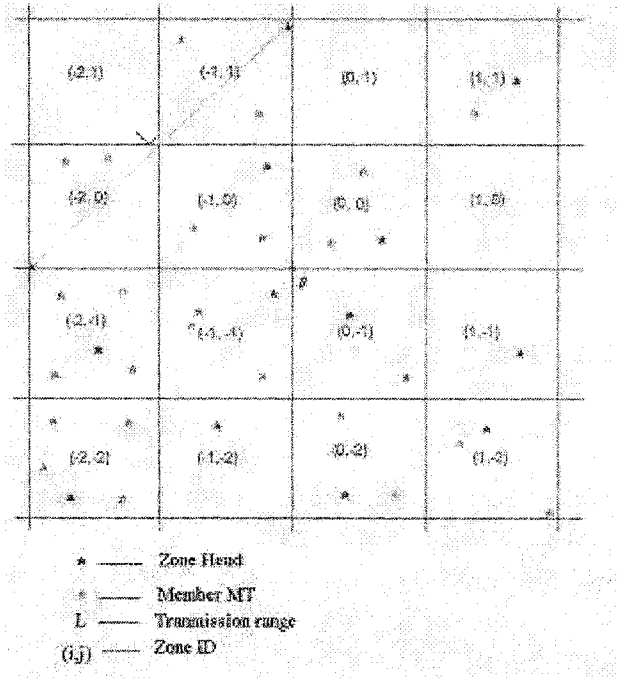 (-2,1) (-1,1) (0,1) (1,1)
(-2,0) (-1,0) (0,0) (1,0)
(-2,-1) (-1,-1) (0,-1) (1,-1)
(-2,-2) (-1,-2) (0,-2) (1,-2)
Zone Head
Member MT
L Tranmission range
(i,j) Zone ID